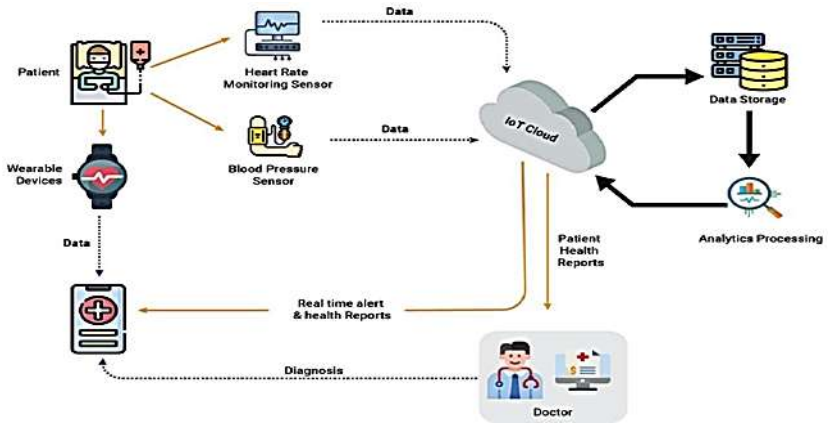 Data
Patient
Heart Rate
Monitoring Sensor
Data Storage
IoT Cloud
Data
Wearable
Devices
Blood Pressure
Sensor
Data
Patient
Health
Reports
Analytics Processing
Real time alert
& health Reports
Diagnosis
Doctor